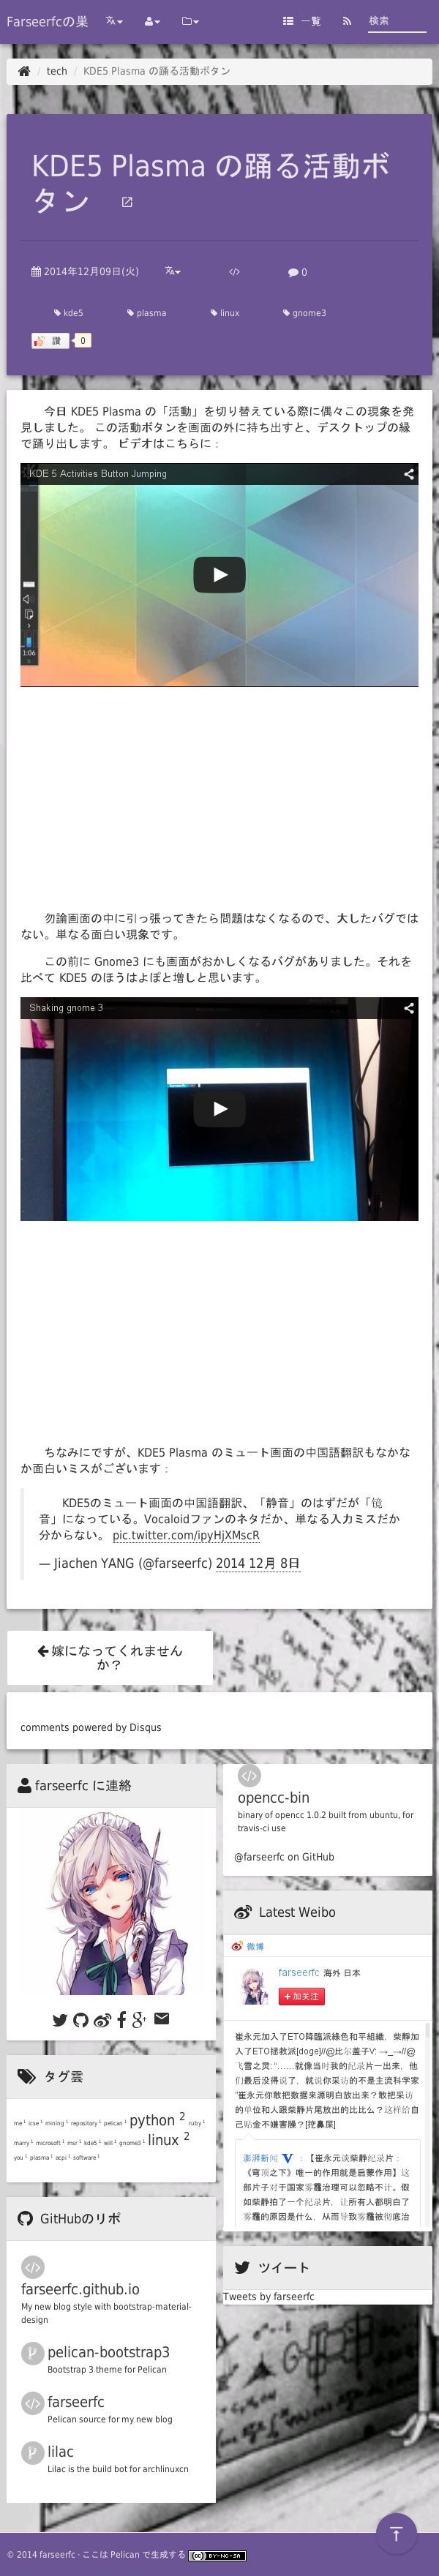 Farseerfcの巣
一覧
検索
tech / KDE5 Plasma の踊る活動ボタン
KDE5 Plasma の踊る活動ボ
タン
2014年12月09日(火)
0
kde5
plasma
linux
gnome3
讃
0
今日 KDE5 Plasma の「活動」を切り替えている際に偶々この現象を発
見しました。 この活動ボタンを画面の外に持ち出すと、デスクトップの縁
で踊り出します。 ビデオはこちらに：
KDE 5 Activities Button Jumping
1:06
勿論画面の中に引っ張ってきたら問題はなくなるので、大したバグでは
ない。単なる面白い現象です。
この前に Gnome3 にも画面がおかしくなるバグがありました。それを
比べて KDE5 のほうはよぽど増しと思います。
Shaking gnome 3
ちなみにですが、KDE5 Plasma のミュート画面の中国語翻訳もなかな
か面白いミスがございます：
KDE5のミュート画面の中国語翻訳、「静音」のはずだが「镜
音」になっている。Vocaloidファンのネタだか、単なる入力ミスだか
分からない。 pic.twitter.com/ipyHjXMscR
— Jiachen YANG (@farseerfc) 2014 12月 8日
嫁になってくれません
か？
comments powered by Disqus
farseerfc に連絡
タグ雲
me 1 icse 1 mining 1 repository 1 pelican 1 python 2 ruby 1
marry 1 microsoft 1 msr 1 kde5 1 will 1 gnome3 1 linux 2
you 1 plasma 1 acpi 1 software 1
GitHubのリポ
farseerfc.github.io
My new blog style with bootstrap-material-
design
pelican-bootstrap3
Bootstrap 3 theme for Pelican
farseerfc
Pelican source for my new blog
lilac
Lilac is the build bot for archlinuxcn
opencc-bin
binary of opencc 1.0.2 built from ubuntu, for
travis-ci use
@farseerfc on GitHub
Latest Weibo
微博
farseerfc 海外 日本
加关注
崔永元加入了ETO降臨派綠色和平組織，柴靜加
入了ETO拯救派[doge]//@比尔盖子V: →_→//@
飞雪之灵: "……就像当时我的纪录片一出来，他
们最后没得说了，就说你采访的不是主流科学家
"崔永元你敢把数据来源明白放出来？敢把采访
的单位和人跟柴静片尾放出的比比么？这样给自
己贴金不嫌害臊？[挖鼻屎]
澎湃新闻 V ：【崔永元谈柴静纪录片：
《穹顶之下》唯一的作用就是启蒙作用】这
部片子对于国家雾霾治理可以忽略不计。假
如柴静拍了一个纪录片，让所有人都明白了
雾霾的原因是什么，从而导致雾霾被彻底治
ツイート
Tweets by farseerfc
© 2014 farseerfc · ここは Pelican で生成する
CC BY-NC-SA